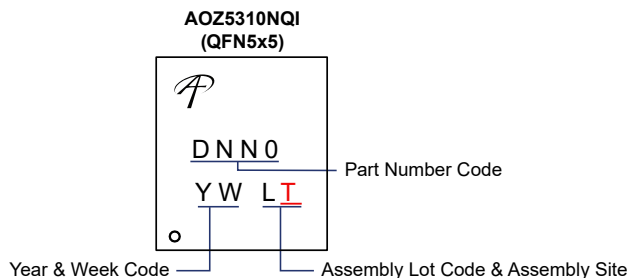 AOZ5310NQI
(QFN5x5)
DNN0
Part Number Code
YW LT
Year & Week Code
Assembly Lot Code & Assembly Site